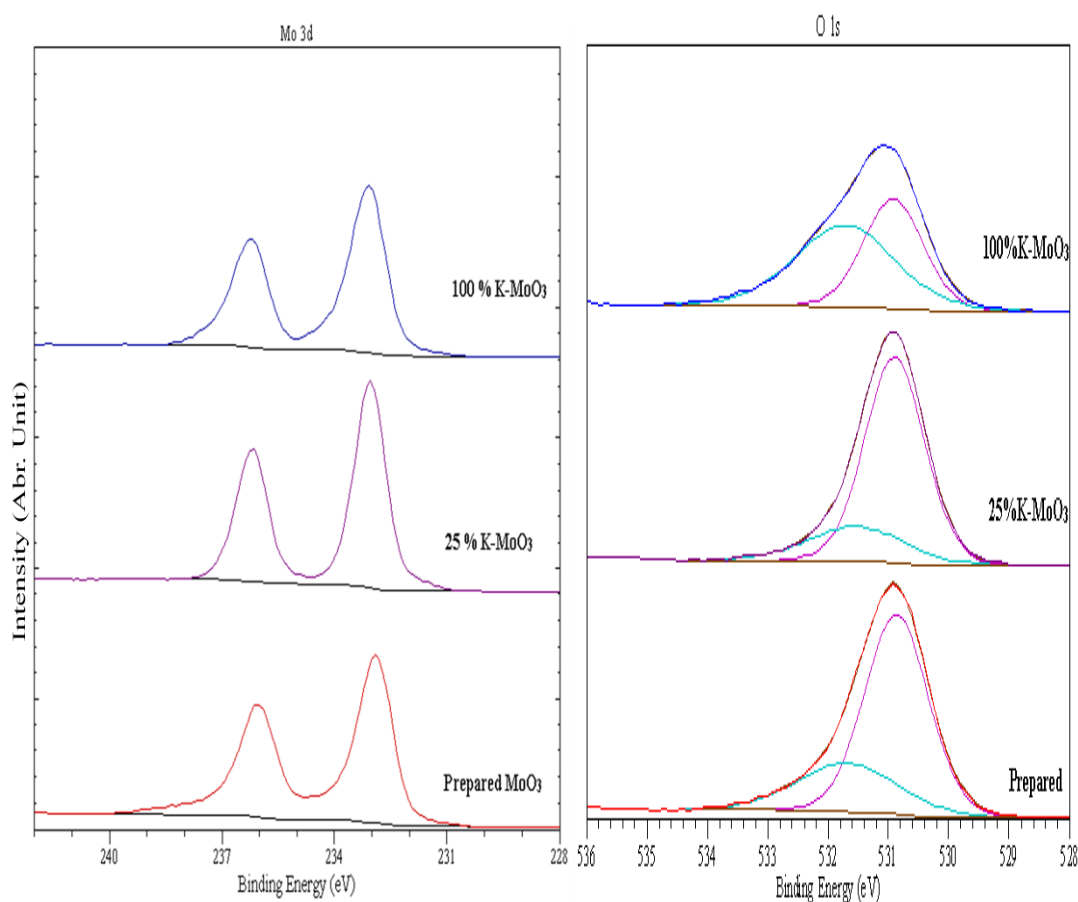 Mo 3d
Intensity (Abr. Unit)
100 % K-MoO₃
25 % K-MoO₃
Prepared MoO₃
240 237 234 231 228
Binding Energy (eV)
O 1s
100%K-MoO₃
25%K-MoO₃
Prepared
536 535 534 533 532 531 530 529 528
Binding Energy (eV)